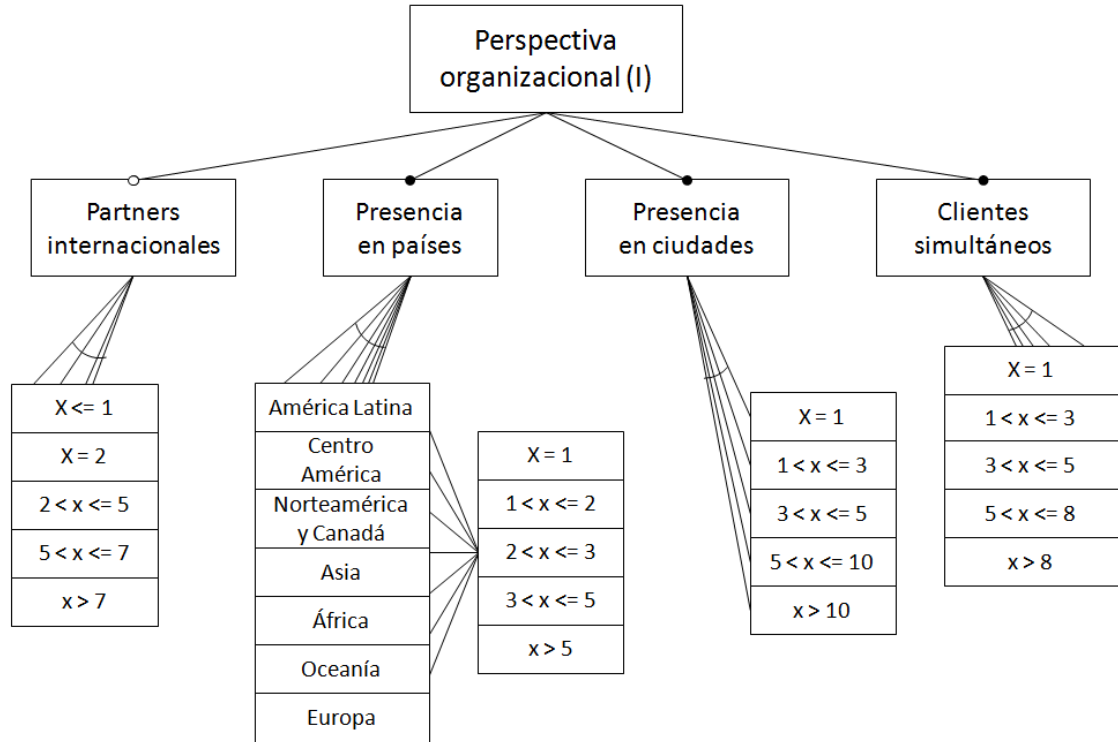 Perspectiva
organizacional (I)
Partners
internacionales
Presencia
en países
Presencia
en ciudades
Clientes
simultáneos
X <= 1
X = 2
2 < x <= 5
5 < x <= 7
x > 7
América Latina
Centro
América
Norteamérica
y Canadá
Asia
África
Oceanía
Europa
X = 1
1 < x <= 2
2 < x <= 3
3 < x <= 5
x > 5
X = 1
1 < x <= 3
3 < x <= 5
5 < x <= 10
x > 10
X = 1
1 < x <= 3
3 < x <= 5
5 < x <= 8
x > 8